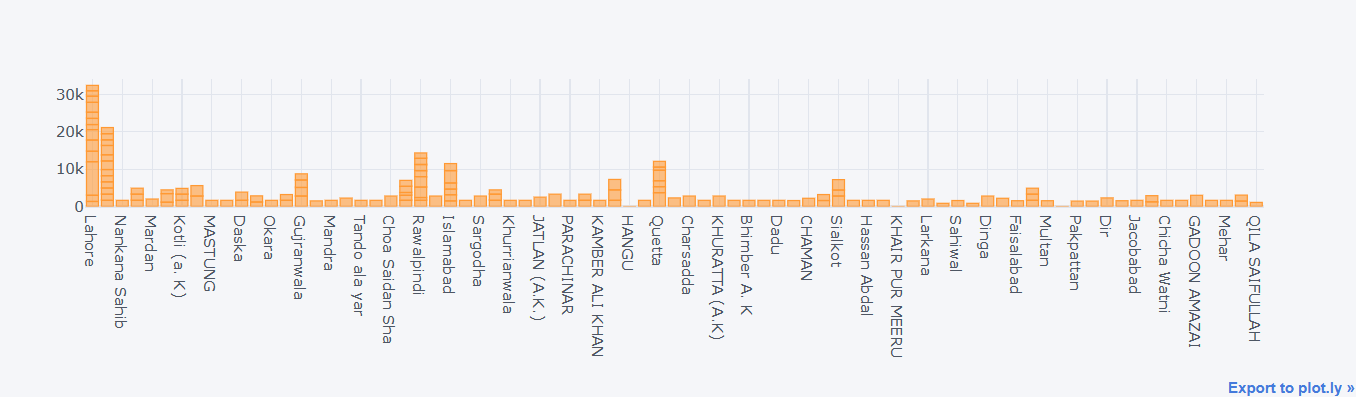 30k
20k
10k
0
Lahore
Nankana Sahib
Mardan
Kotli (a. K)
MASTUNG
Daska
Okara
Gujranwala
Mandra
Tando ala yar
Choa Saidan Sha
Rawalpindi
Islamabad
Sargodha
Khurrianwala
JATLAN (A.K.)
PARACHINAR
KAMBER ALI KHAN
HANGU
Quetta
Charsadda
KHURATTA (A.K)
Bhimber A. K
Dadu
CHAMAN
Sialkot
Hassan Abdal
KHAIR PUR MEERU
Larkana
Sahiwal
Dinga
Faisalabad
Multan
Pakpattan
Dir
Jacobabad
Chicha Watni
GADOON AMAZAI
Mehar
QILA SAIFULLAH
Export to plot.ly »